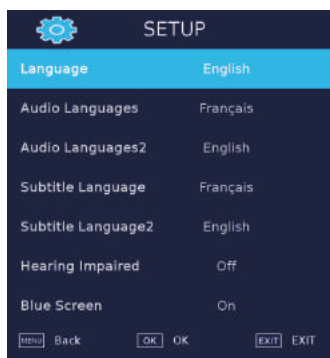 SETUP
Language English
Audio Languages Français
Audio Languages2 English
Subtitle Language Français
Subtitle Language2 English
Hearing Impaired Off
Blue Screen On
MENU Back OK OK EXIT EXIT